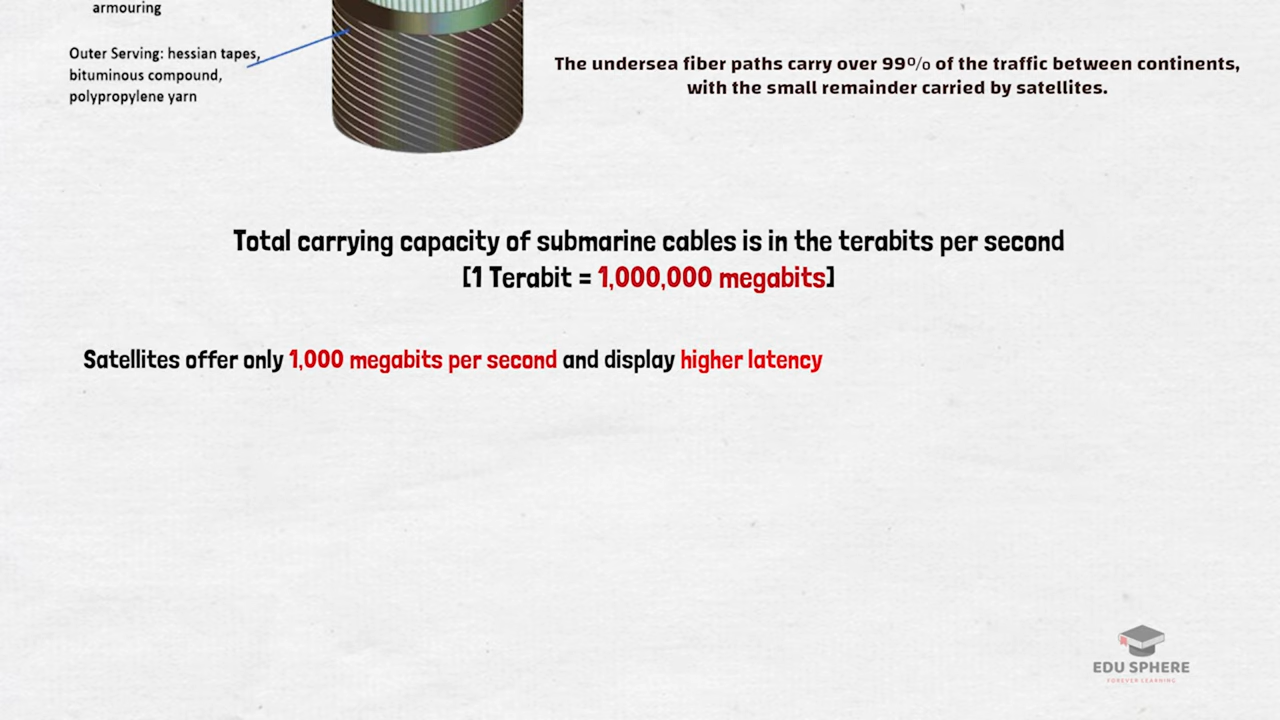 armouring
Outer Serving: hessian tapes,
bituminous compound,
polypropylene yarn
The undersea fiber paths carry over 99% of the traffic between continents,
with the small remainder carried by satellites.
Total carrying capacity of submarine cables is in the terabits per second
[1 Terabit = 1,000,000 megabits]
Satellites offer only 1,000 megabits per second and display higher latency
EDU SPHERE
FOREVER LEARNING